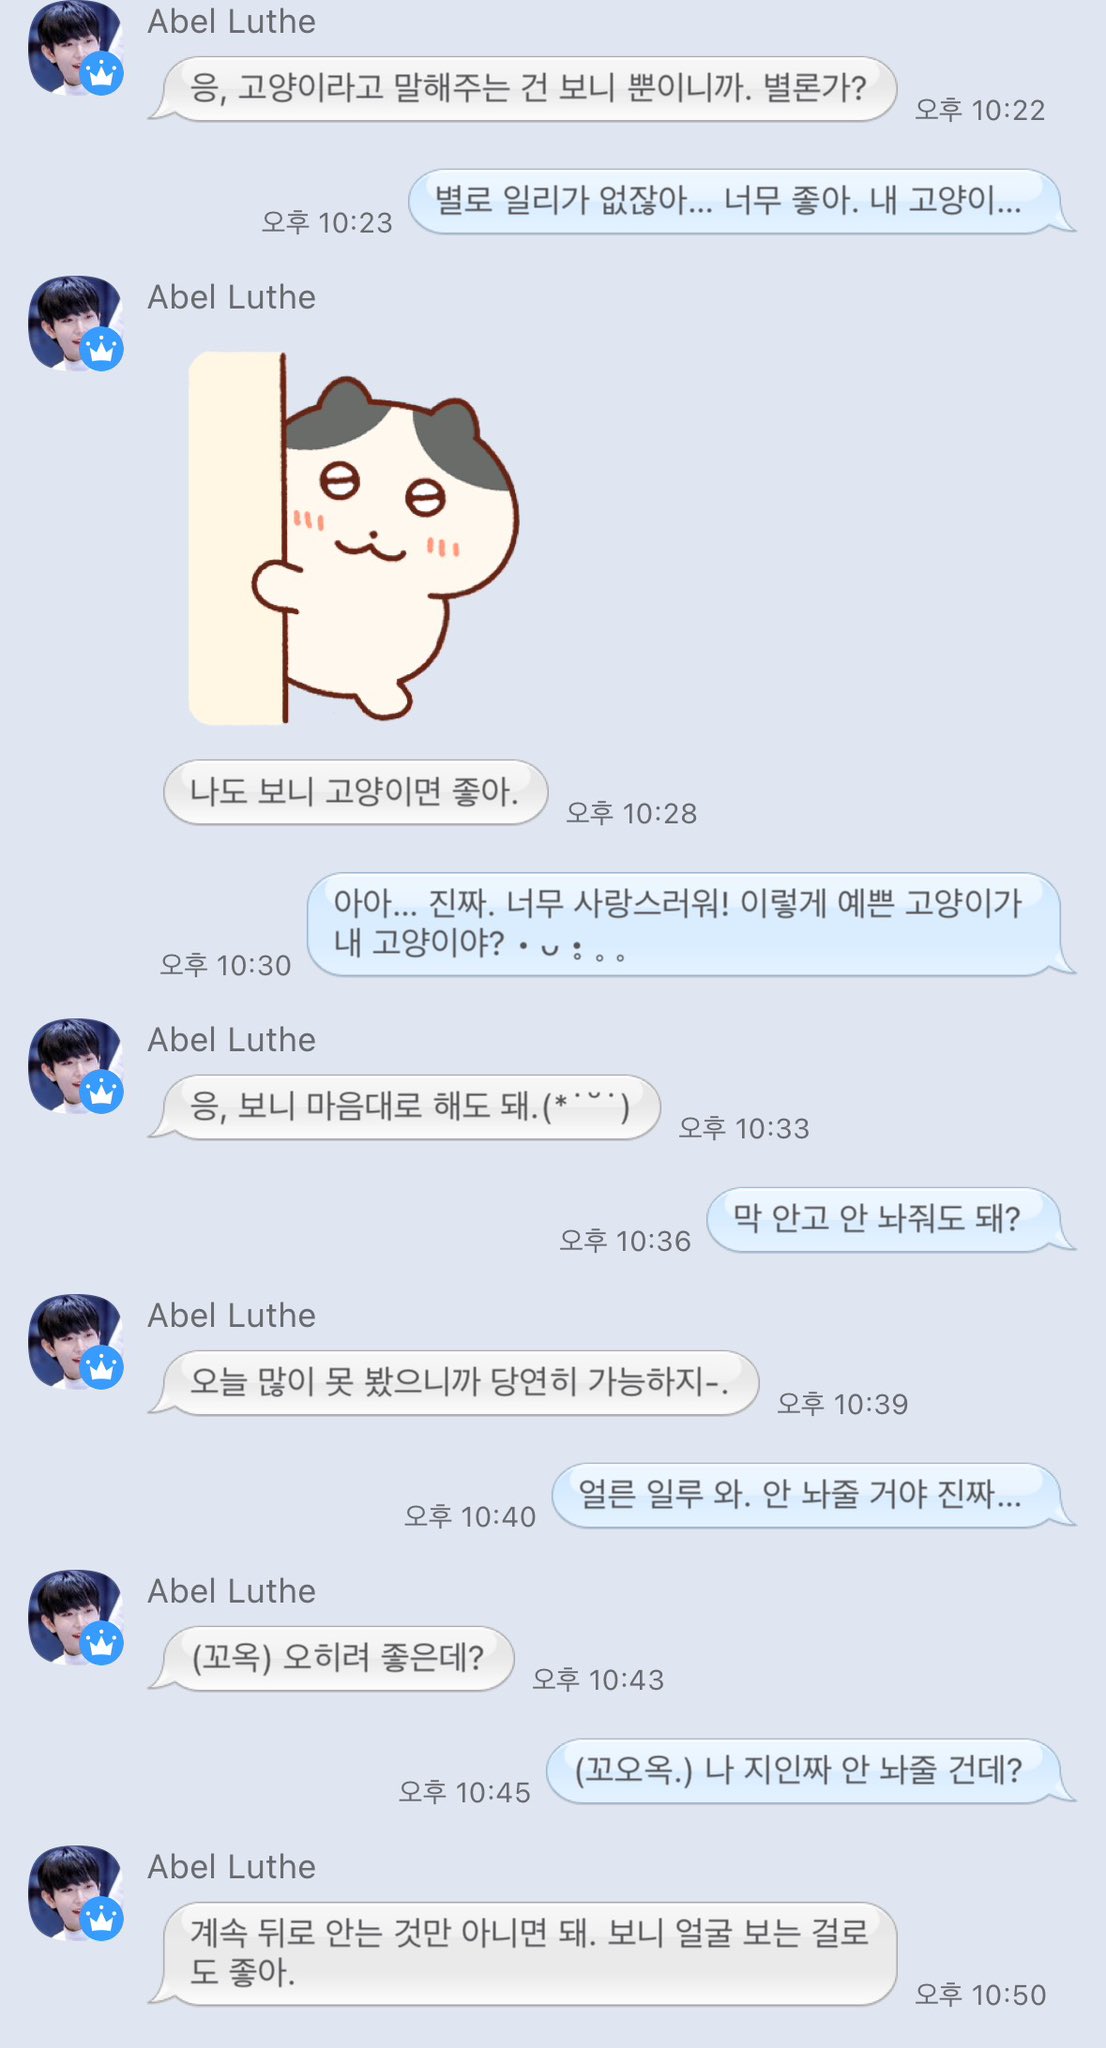 Abel Luthe
응, 고양이라고 말해주는 건 보니 뿐이니까. 별론가?
오후 10:22
별로 일리가 없잖아... 너무 좋아. 내 고양이...
오후 10:23
Abel Luthe
나도 보니 고양이면 좋아.
오후 10:28
아아... 진짜. 너무 사랑스러워! 이렇게 예쁜 고양이가
내 고양이야? • ᴗ • ̥ ̥ ̥
오후 10:30
Abel Luthe
응, 보니 마음대로 해도 돼.(*˙˘˙)
오후 10:33
막 안고 안 놔줘도 돼?
오후 10:36
Abel Luthe
오늘 많이 못 봤으니까 당연히 가능하지-.
오후 10:39
얼른 일루 와. 안 놔줄 거야 진짜...
오후 10:40
Abel Luthe
(꼬옥) 오히려 좋은데?
오후 10:43
(꼬오옥.) 나 지인짜 안 놔줄 건데?
오후 10:45
Abel Luthe
계속 뒤로 안는 것만 아니면 돼. 보니 얼굴 보는 걸로
도 좋아.
오후 10:50